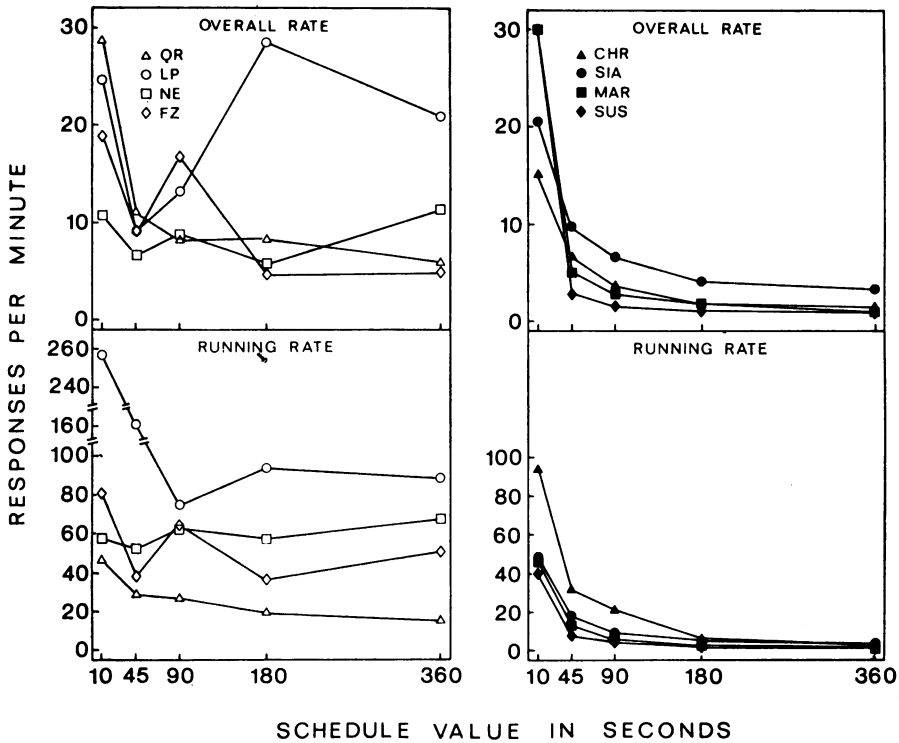 RESPONSES PER MINUTE
OVERALL RATE
QR
LP
NE
FZ
30
20
10
0
RUNNING RATE
260
240
160
100
80
60
40
20
0
10 45 90 180 360
OVERALL RATE
CHR
SIA
MAR
SUS
30
20
10
0
RUNNING RATE
100
80
60
40
20
0
10 45 90 180 360
SCHEDULE VALUE IN SECONDS